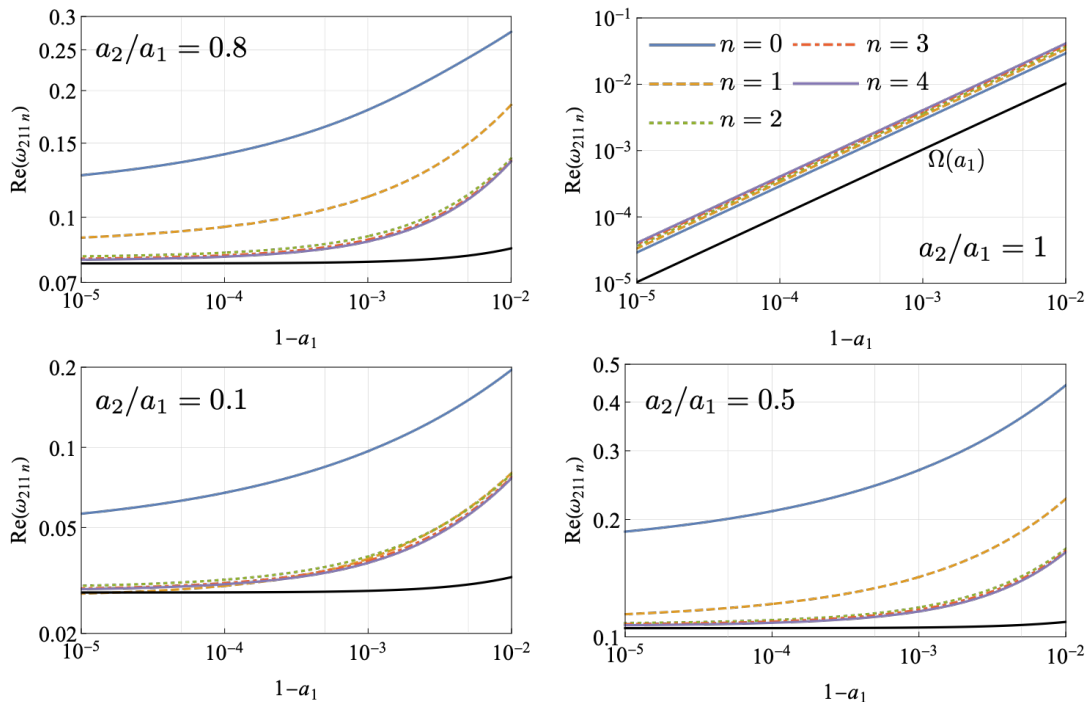 0.3
0.25
0.2
0.15
0.1
0.07
Re(ω₂₁₁ ₙ)
a₂/a₁ = 0.8
10⁻⁵
10⁻⁴
10⁻³
10⁻²
1−a₁
10⁻¹
10⁻²
10⁻³
10⁻⁴
10⁻⁵
Re(ω₂₁₁ ₙ)
n = 0
n = 3
n = 1
n = 4
n = 2
Ω(a₁)
a₂/a₁ = 1
10⁻⁵
10⁻⁴
10⁻³
10⁻²
1−a₁
0.2
0.1
0.05
0.02
Re(ω₂₁₁ ₙ)
a₂/a₁ = 0.1
10⁻⁵
10⁻⁴
10⁻³
10⁻²
1−a₁
0.5
0.4
0.3
0.2
0.1
Re(ω₂₁₁ ₙ)
a₂/a₁ = 0.5
10⁻⁵
10⁻⁴
10⁻³
10⁻²
1−a₁